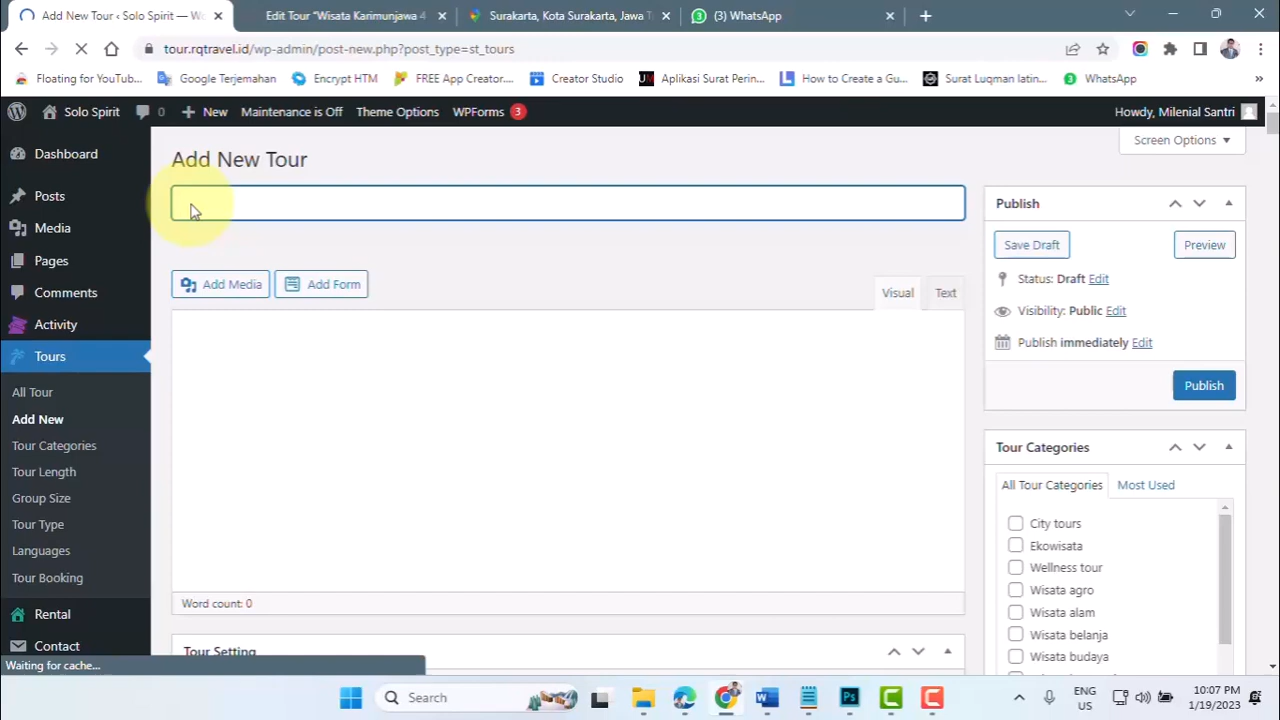 Add New Tour ‹ Solo Spirit — Wo
Edit Tour “Wisata Karimunjawa 4
Surakarta, Kota Surakarta, Jawa T
(3) WhatsApp
tour.rqtravel.id/wp-admin/post-new.php?post_type=st_tours
Floating for YouTub...
Google Terjemahan
Encrypt HTM
FREE App Creator....
Creator Studio
Aplikasi Surat Perin...
How to Create a Gu...
Surat Luqman latin...
WhatsApp
»
Solo Spirit
0
New
Maintenance is Off
Theme Options
WPForms 3
Howdy, Milenial Santri
Screen Options
Dashboard
Posts
Media
Pages
Comments
Activity
Tours
All Tour
Add New
Tour Categories
Tour Length
Group Size
Tour Type
Languages
Tour Booking
Rental
Contact
Waiting for cache...
Add New Tour
Add Media
Add Form
Visual
Text
Word count: 0
Tour Setting
Publish
Save Draft
Preview
Status: Draft Edit
Visibility: Public Edit
Publish immediately Edit
Publish
Tour Categories
All Tour Categories
Most Used
City tours
Ekowisata
Wellness tour
Wisata agro
Wisata alam
Wisata belanja
Wisata budaya
Search
ENG
US
10:07 PM
1/19/2023